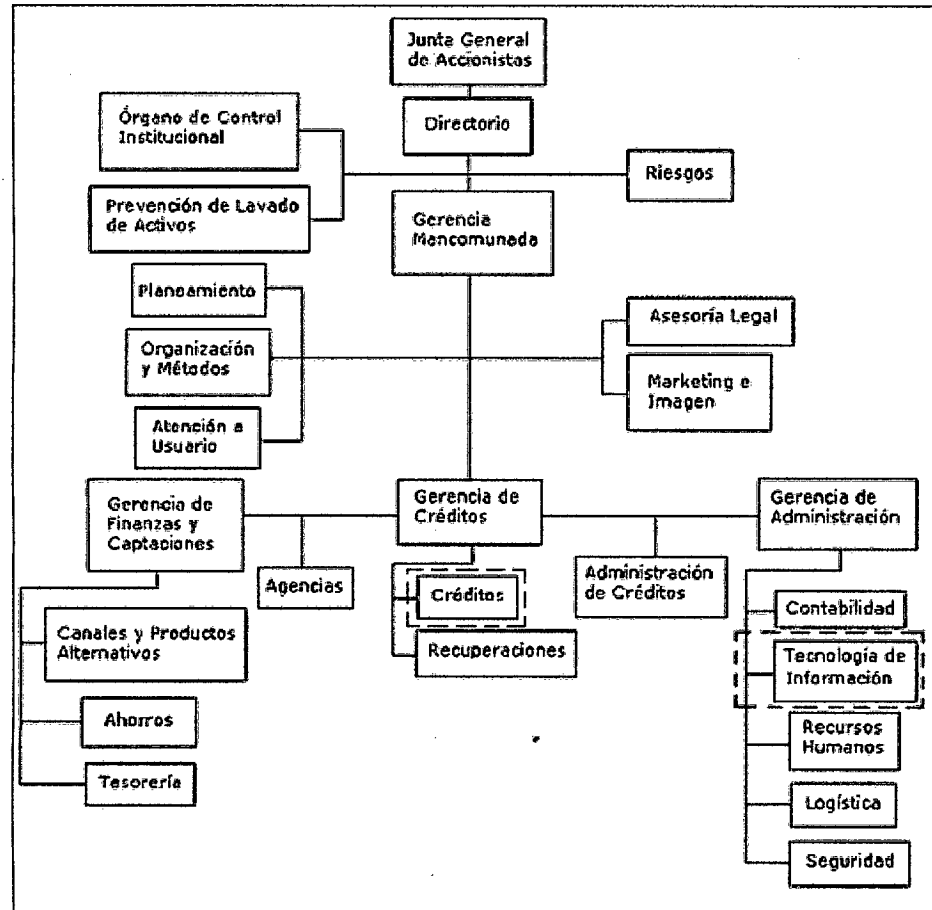 Junta General
de Accionistas
Directorio
Órgano de Control
Institucional
Riesgos
Prevención de Lavado
de Activos
Gerencia
Mancomunada
Planeamiento
Asesoría Legal
Organización
y Métodos
Marketing e
Imagen
Atención a
Usuario
Gerencia de
Finanzas y
Captaciones
Gerencia de
Créditos
Gerencia de
Administración
Agencias
Créditos
Administración
de Créditos
Contabilidad
Canales y Productos
Alternativos
Recuperaciones
Tecnología de
Información
Ahorros
Recursos
Humanos
Tesorería
Logística
Seguridad